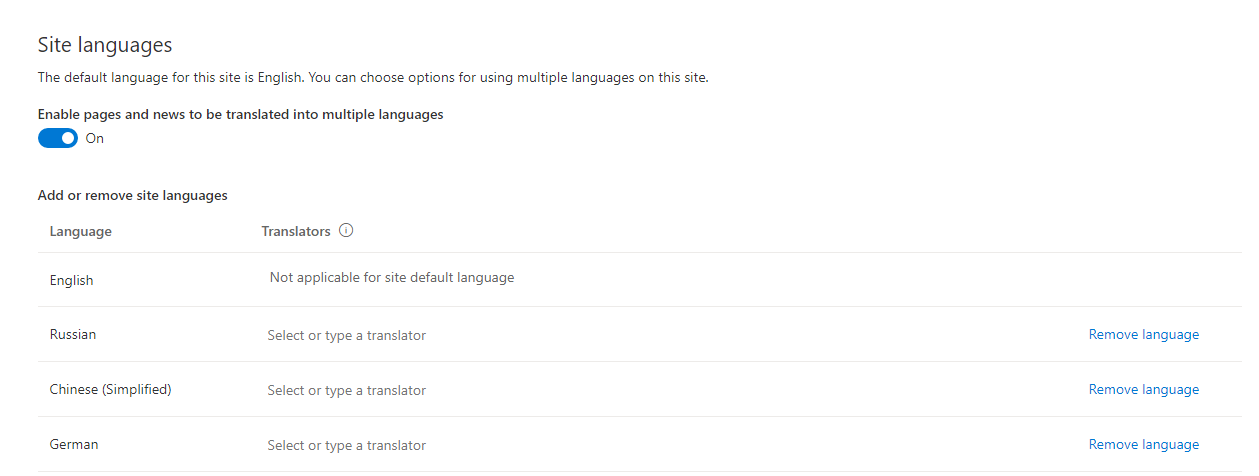 Site languages
The default language for this site is English. You can choose options for using multiple languages on this site.
Enable pages and news to be translated into multiple languages
On
Add or remove site languages
Language Translators
English Not applicable for site default language
Russian Select or type a translator Remove language
Chinese (Simplified) Select or type a translator Remove language
German Select or type a translator Remove language